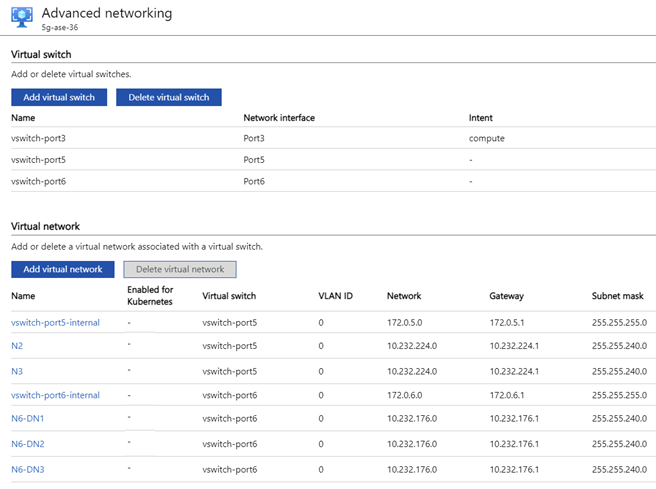 Advanced networking
5g-ase-36
Virtual switch
Add or delete virtual switches.
Add virtual switch Delete virtual switch
Name Network interface Intent
vswitch-port3 Port3 compute
vswitch-port5 Port5 -
vswitch-port6 Port6 -
Virtual network
Add or delete a virtual network associated with a virtual switch.
Add virtual network Delete virtual network
Name Enabled for Kubernetes Virtual switch VLAN ID Network Gateway Subnet mask
vswitch-port5-internal - vswitch-port5 0 172.0.5.0 172.0.5.1 255.255.255.0
N2 - vswitch-port5 0 10.232.224.0 10.232.224.1 255.255.240.0
N3 - vswitch-port5 0 10.232.224.0 10.232.224.1 255.255.240.0
vswitch-port6-internal - vswitch-port6 0 172.0.6.0 172.0.6.1 255.255.255.0
N6-DN1 - vswitch-port6 0 10.232.176.0 10.232.176.1 255.255.240.0
N6-DN2 - vswitch-port6 0 10.232.176.0 10.232.176.1 255.255.240.0
N6-DN3 - vswitch-port6 0 10.232.176.0 10.232.176.1 255.255.240.0